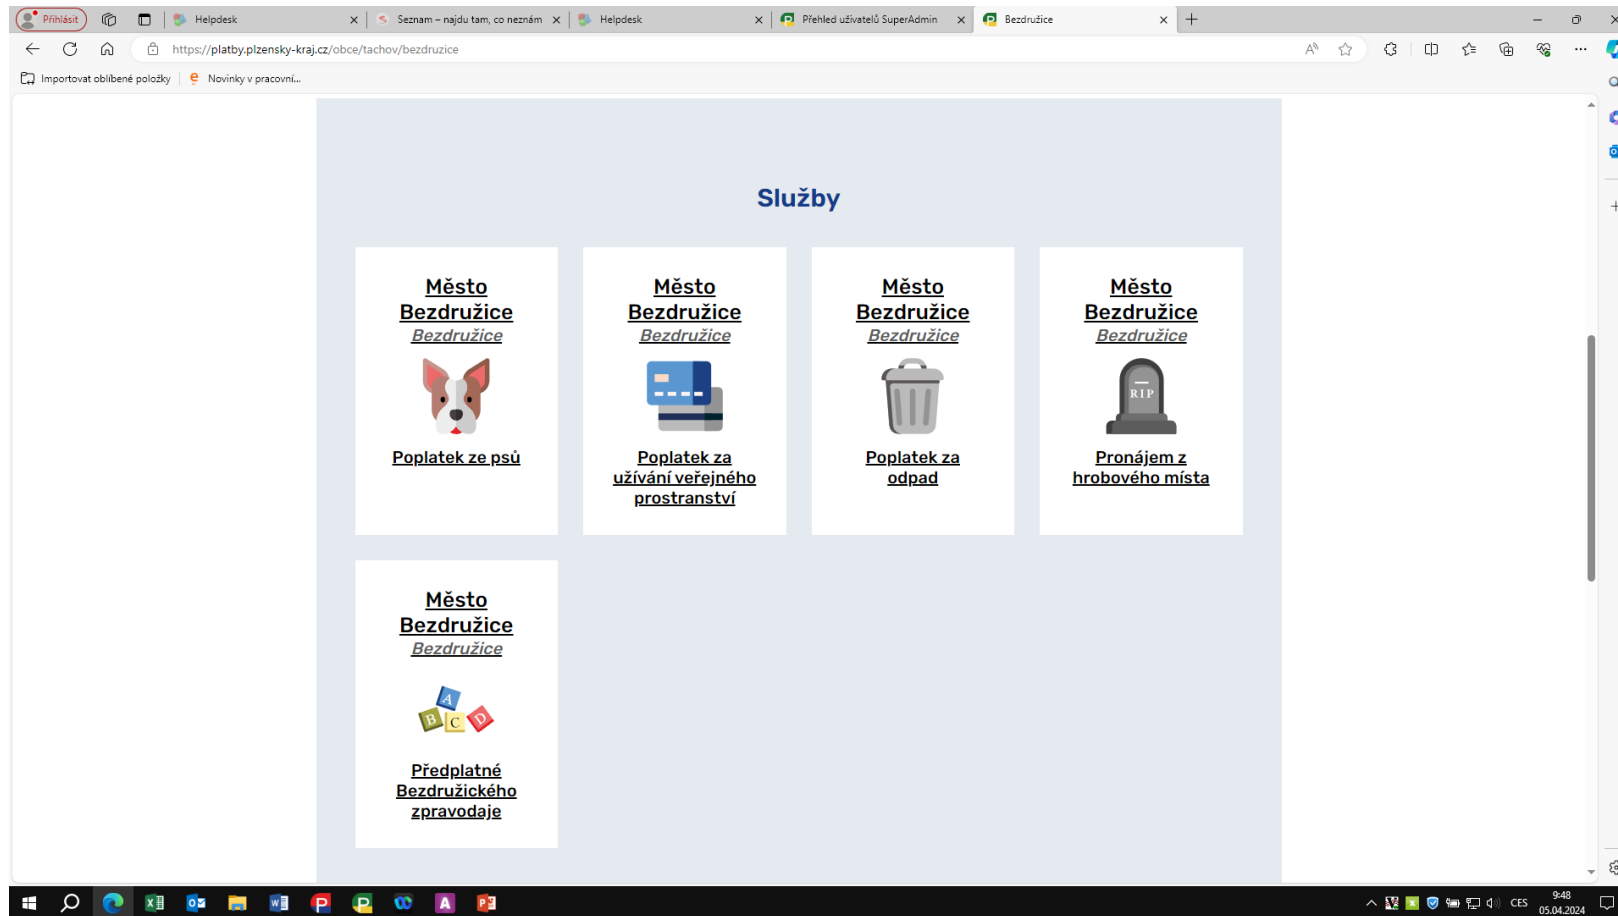 Přihlásit
Helpdesk
Seznam – najdu tam, co neznám
Helpdesk
Přehled uživatelů SuperAdmin
Bezdružice
https://platby.plzensky-kraj.cz/obce/tachov/bezdruzice
Importovat oblíbené položky
Novinky v pracovní...
Služby
Město
Bezdružice
Bezdružice
Poplatek ze psů
Město
Bezdružice
Bezdružice
Poplatek za
užívání veřejného
prostranství
Město
Bezdružice
Bezdružice
Poplatek za
odpad
Město
Bezdružice
Bezdružice
RIP
Pronájem z
hrobového místa
Město
Bezdružice
Bezdružice
A
B C D
Předplatné
Bezdružického
zpravodaje
CES
9:48
05.04.2024